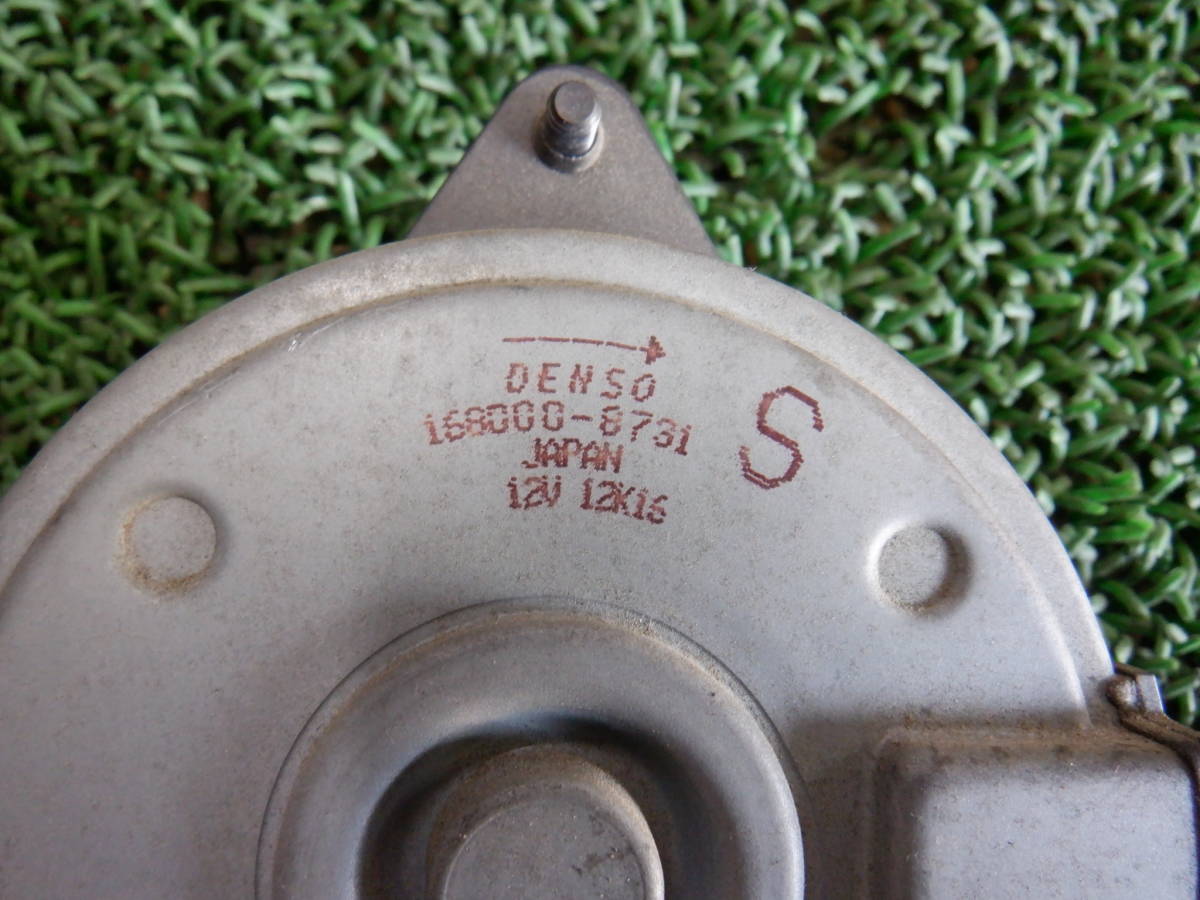 DENSO
168000-8731
JAPAN
12V 12K16
S